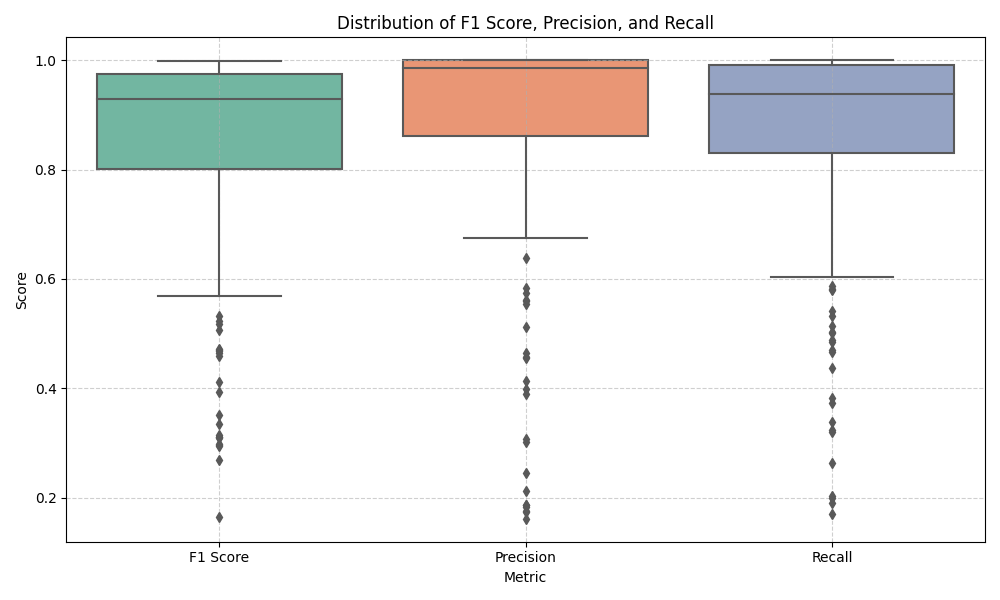 Distribution of F1 Score, Precision, and Recall
1.0
0.8
0.6
0.4
0.2
Score
F1 Score
Precision
Recall
Metric